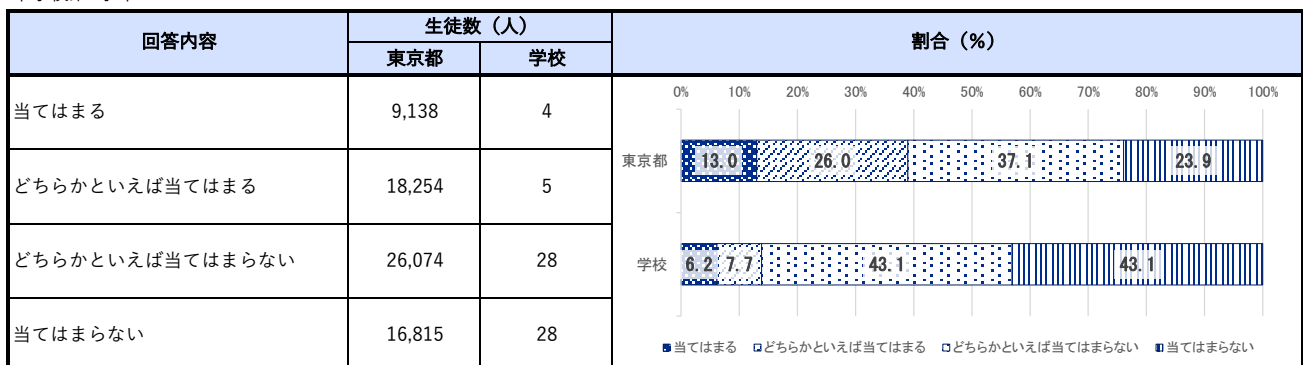 回答内容
生徒数（人）
割合（%）
東京都 学校
当てはまる 9,138 4
どちらかといえば当てはまる 18,254 5
どちらかといえば当てはまらない 26,074 28
当てはまらない 16,815 28
0% 10% 20% 30% 40% 50% 60% 70% 80% 90% 100%
東京都 13.0 26.0 37.1 23.9
学校 6.2 7.7 43.1 43.1
当てはまる どちらかといえば当てはまる どちらかといえば当てはまらない 当てはまらない